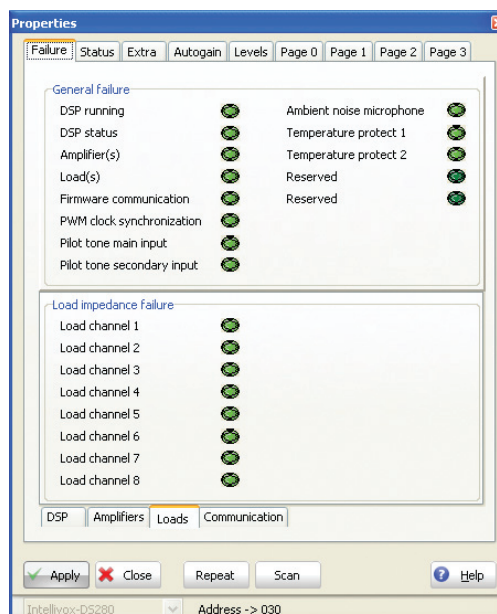 Properties
Failure Status Extra Autogain Levels Page 0 Page 1 Page 2 Page 3
General failure
DSP running
DSP status
Amplifier(s)
Load(s)
Firmware communication
PWM clock synchronization
Pilot tone main input
Pilot tone secondary input
Ambient noise microphone
Temperature protect 1
Temperature protect 2
Reserved
Reserved
Load impedance failure
Load channel 1
Load channel 2
Load channel 3
Load channel 4
Load channel 5
Load channel 6
Load channel 7
Load channel 8
DSP Amplifiers Loads Communication
Apply Close Repeat Scan Help
Intellivox-DS280 Address -> 030